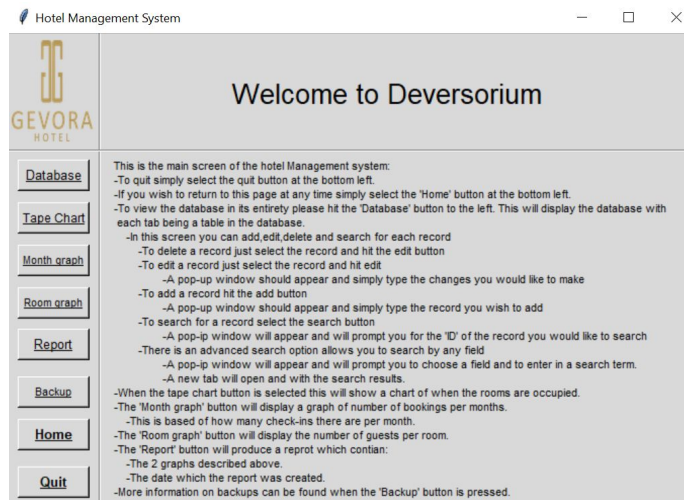 Hotel Management System
GEVORA
HOTEL
Welcome to Deversorium
Database
Tape Chart
Month graph
Room graph
Report
Backup
Home
Quit
This is the main screen of the hotel Management system:
-To quit simply select the quit button at the bottom left.
-If you wish to return to this page at any time simply select the 'Home' button at the bottom left.
-To view the database in its entirety please hit the 'Database' button to the left. This will display the database with
each tab being a table in the database.
-In this screen you can add,edit,delete and search for each record
-To delete a record just select the record and hit the edit button
-To edit a record just select the record and hit edit
-A pop-up window should appear and simply type the changes you would like to make
-To add a record hit the add button
-A pop-up window should appear and simply type the record you wish to add
-To search for a record select the search button
-A pop-ip window will appear and will prompt you for the 'ID' of the record you would like to search
-There is an advanced search option allows you to search by any field
-A pop-ip window will appear and will prompt you to choose a field and to enter in a search term.
-A new tab will open and with the search results.
-When the tape chart button is selected this will show a chart of when the rooms are occupied.
-The 'Month graph' button will display a graph of number of bookings per months.
-This is based of how many check-ins there are per month.
-The 'Room graph' button will display the number of guests per room.
-The 'Report' button will produce a reprot which contian:
-The 2 graphs described above.
-The date which the report was created.
-More information on backups can be found when the 'Backup' button is pressed.